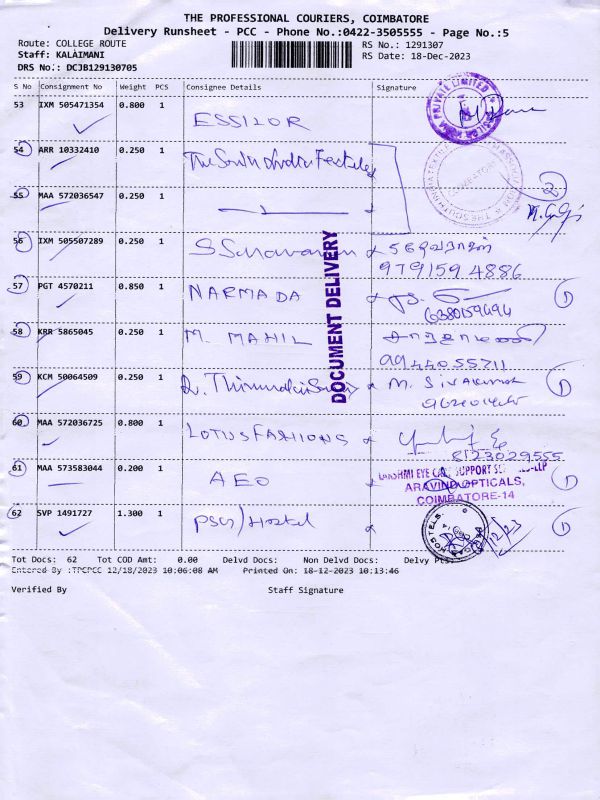 THE PROFESSIONAL COURIERS, COIMBATORE
Delivery Runsheet - PCC - Phone No.:0422-3505555 - Page No.:5
Route: COLLEGE ROUTE RS No.: 1291307
Staff: KALAIMANI RS Date: 18-Dec-2023
DRS No.: DCJB129130705
S No Consignment No Weight PCS Consignee Details Signature
53 IXM 505471354 0.800 1 ESSILOR
54 ARR 10332410 0.250 1 The South India
55 MAA 572036547 0.250 1
56 IXM 505507289 0.250 1 S Saravanan
9791594886
57 PGT 4570211 0.850 1 NARMADA
6380159494
58 KRR 5865045 0.250 1 M. MAHIL
9944055711
59 KCM 50064509 0.250 1 M. Sivakumar
60 MAA 572036725 0.800 1 LOTUS FASHIONS
8123029555
61 MAA 573583044 0.200 1 AEO
LAKSHMI EYE CARE SUPPORT
ARAVIND OPTICALS,
COIMBATORE-14
62 SVP 1491727 1.300 1 PSG/Hostel
DOCUMENT DELIVERY
Tot Docs: 62 Tot COD Amt: 0.00 Delvd Docs: Non Delvd Docs: Delvy Pts:
Entered By :TPCPCC 12/18/2023 10:06:08 AM Printed On: 18-12-2023 10:13:46
Verified By Staff Signature